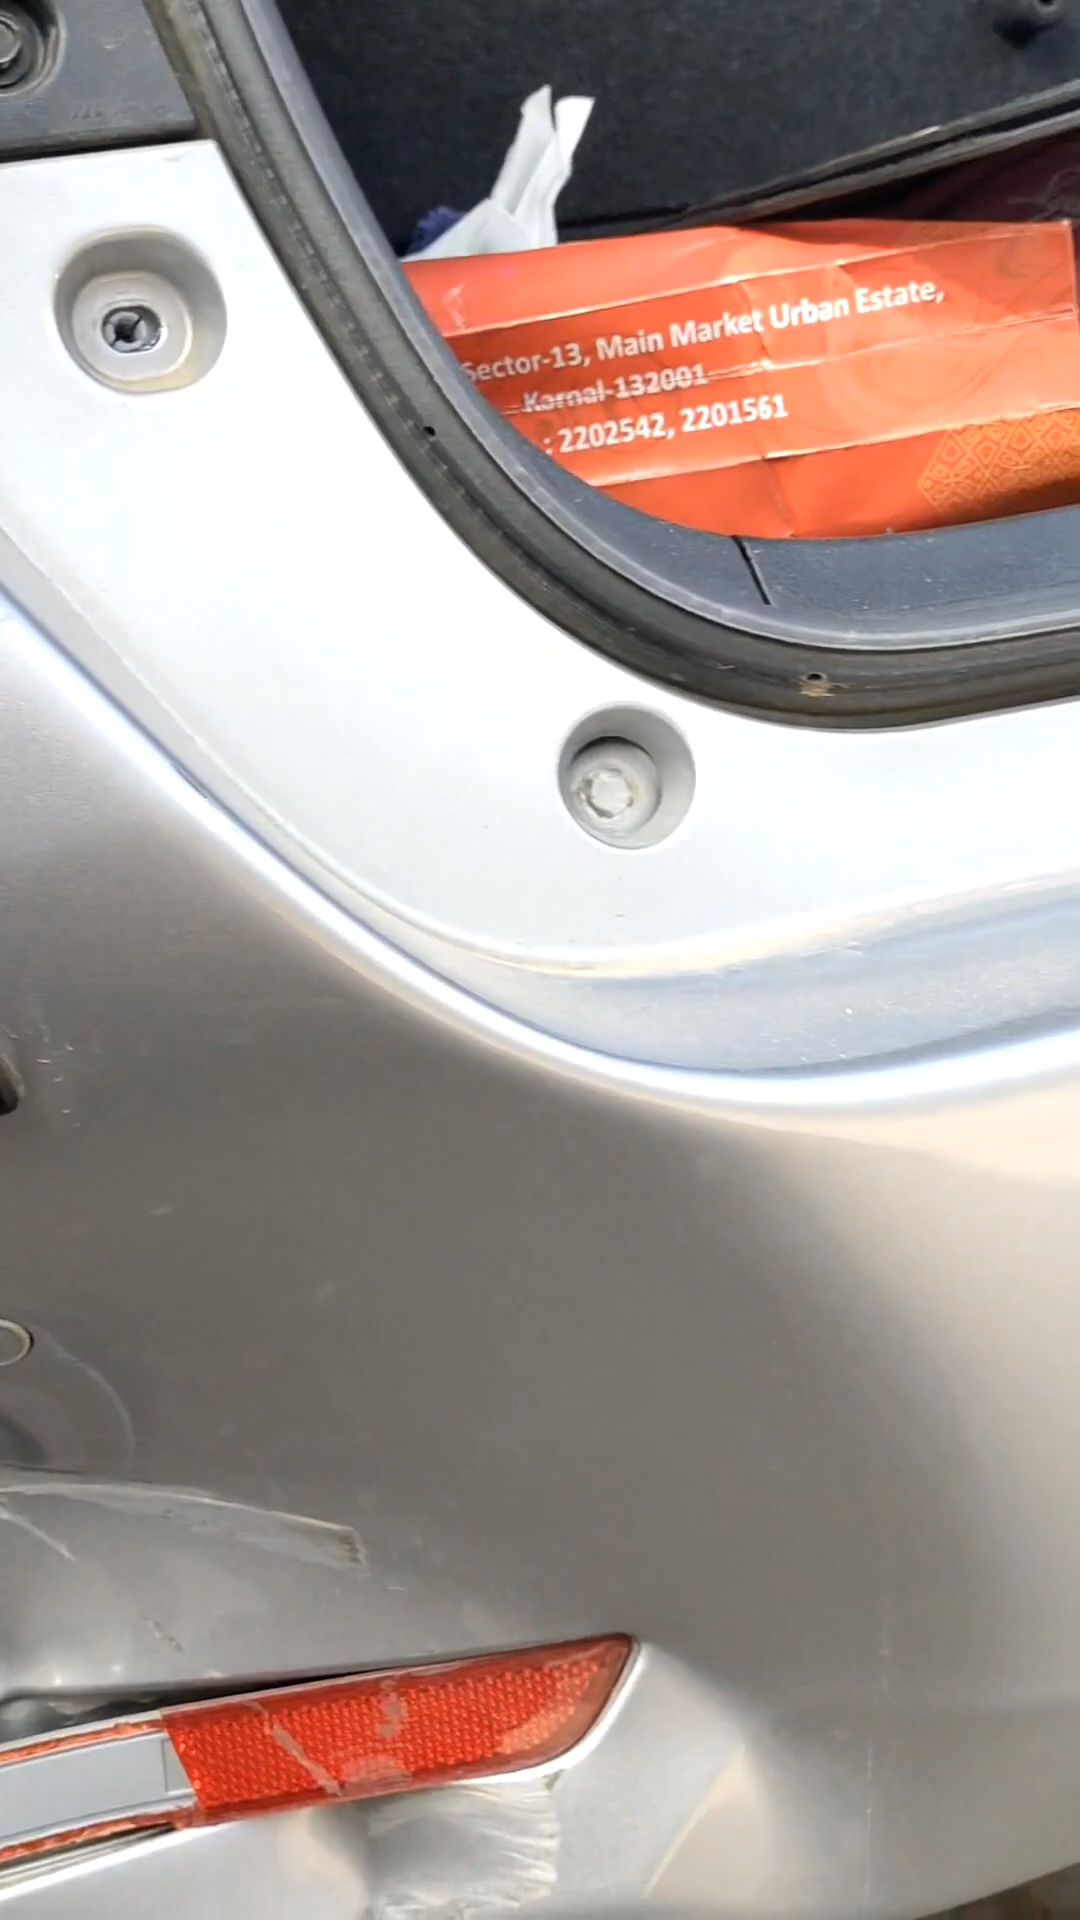 Sector-13, Main Market Urban Estate,
Karnal-132001
: 2202542, 2201561